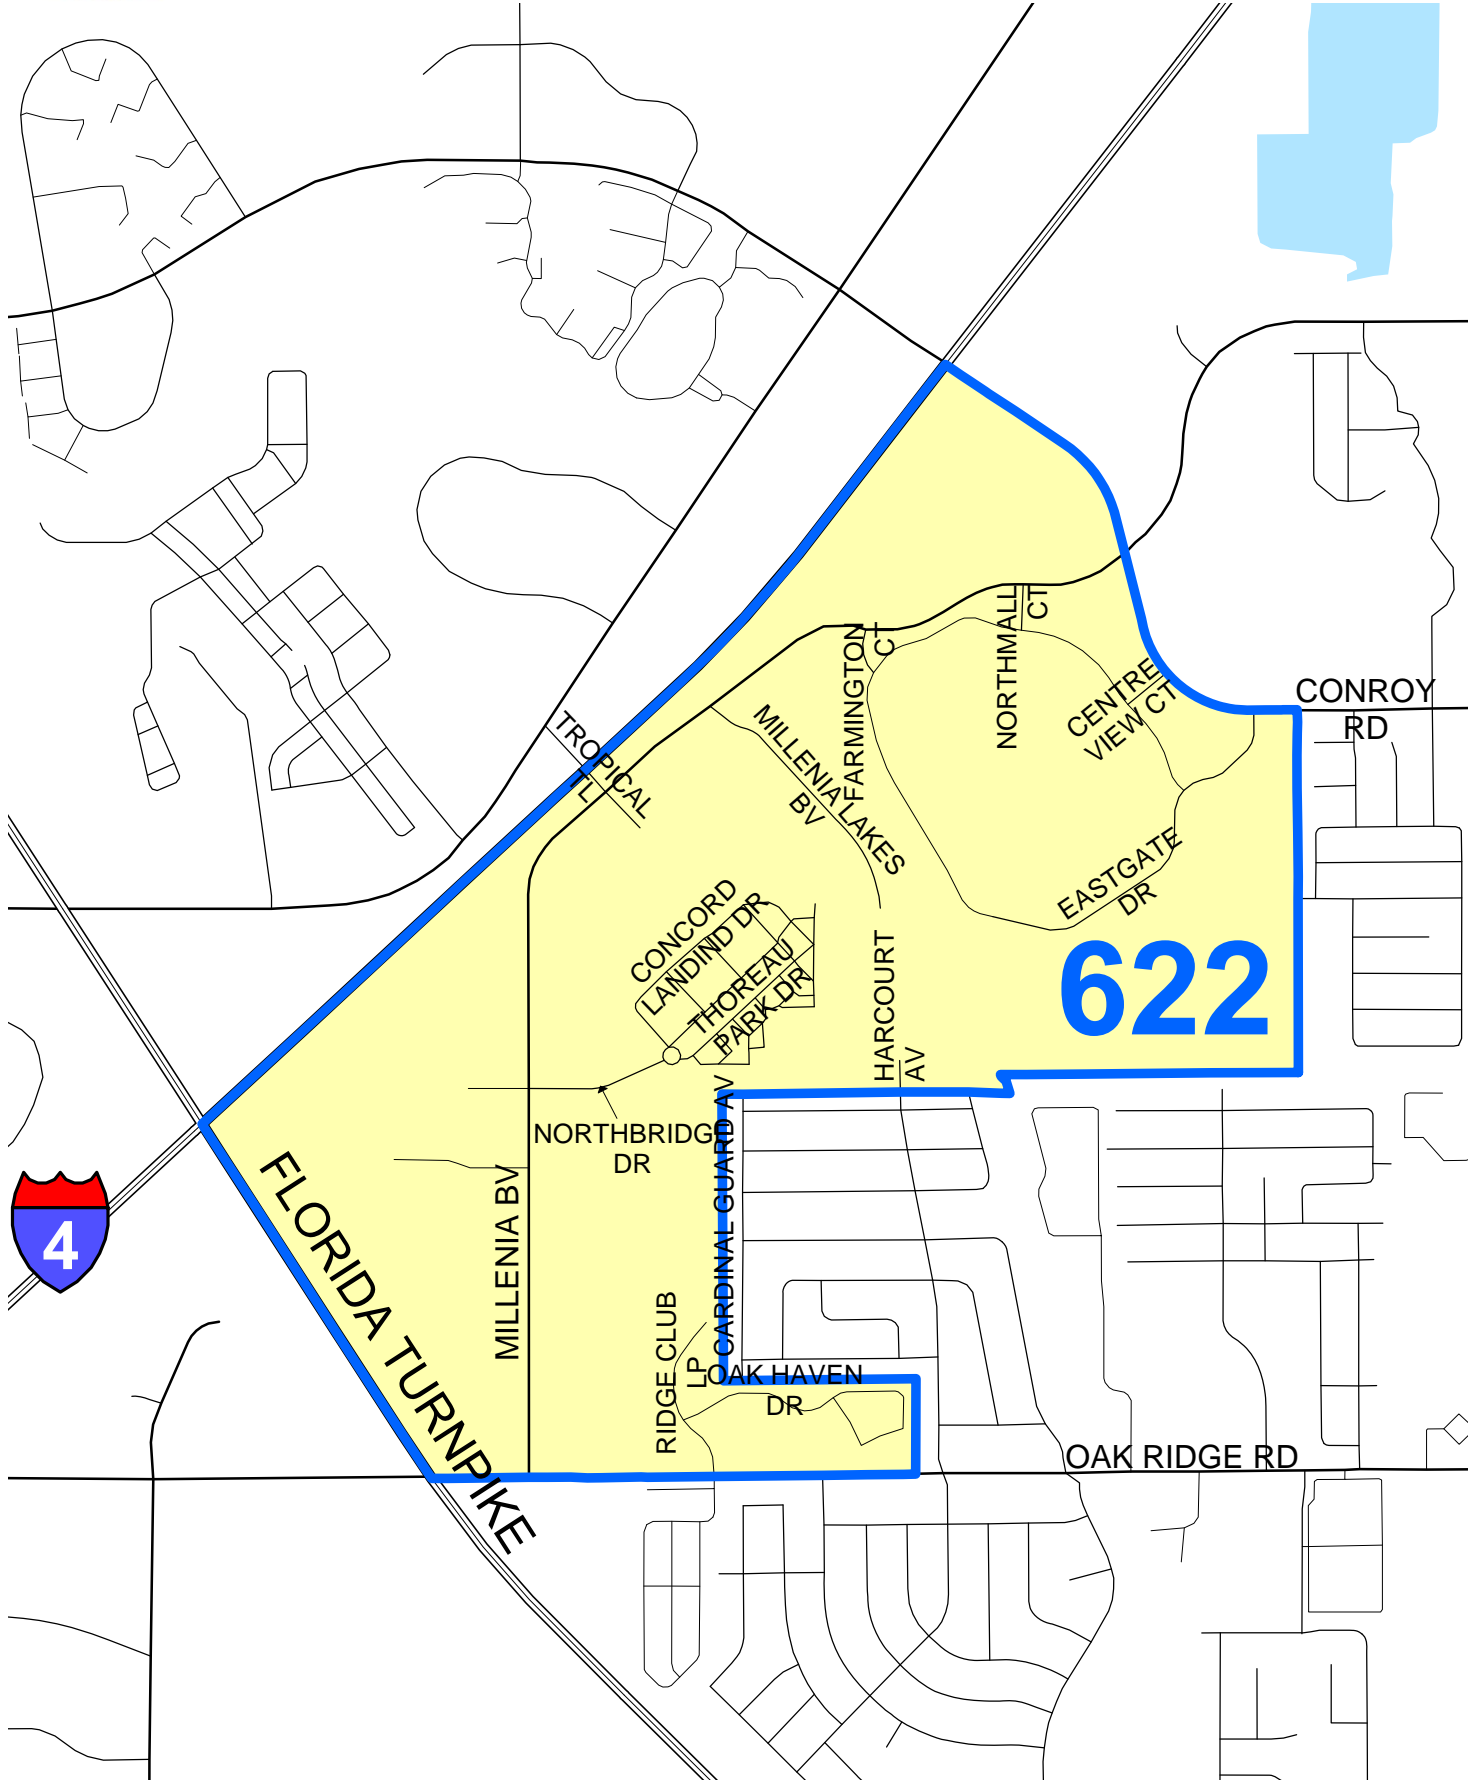 NORTHMALL
CT
FARMINGTON
CT
CENTRE
VIEW CT
CONROY
RD
TROPICAL
TL
MILLENIA LAKES
BV
EASTGATE
DR
CONCORD
LANDIND DR
THOREAU
PARK DR
HARCOURT
AV
622
NORTHBRIDGE
DR
CARDINAL GUARD AV
MILLENIA BV
4
FLORIDA TURNPIKE
RIDGE CLUB
LP
OAK HAVEN
DR
OAK RIDGE RD